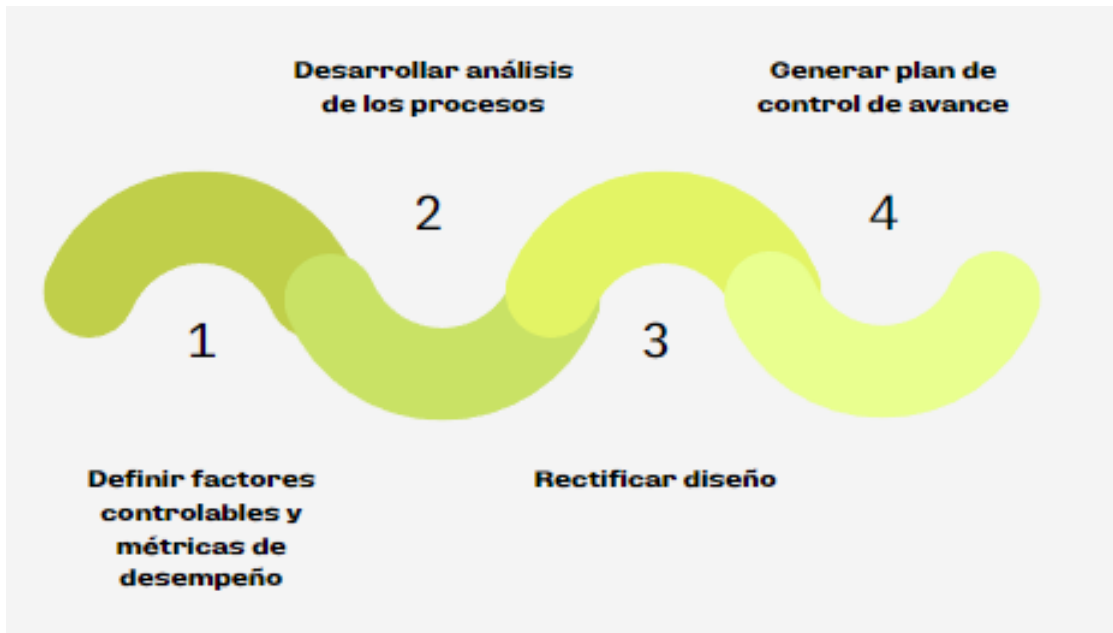 1
Definir factores
controlables y
métricas de
desempeño
2
Desarrollar análisis
de los procesos
3
Rectificar diseño
4
Generar plan de
control de avance